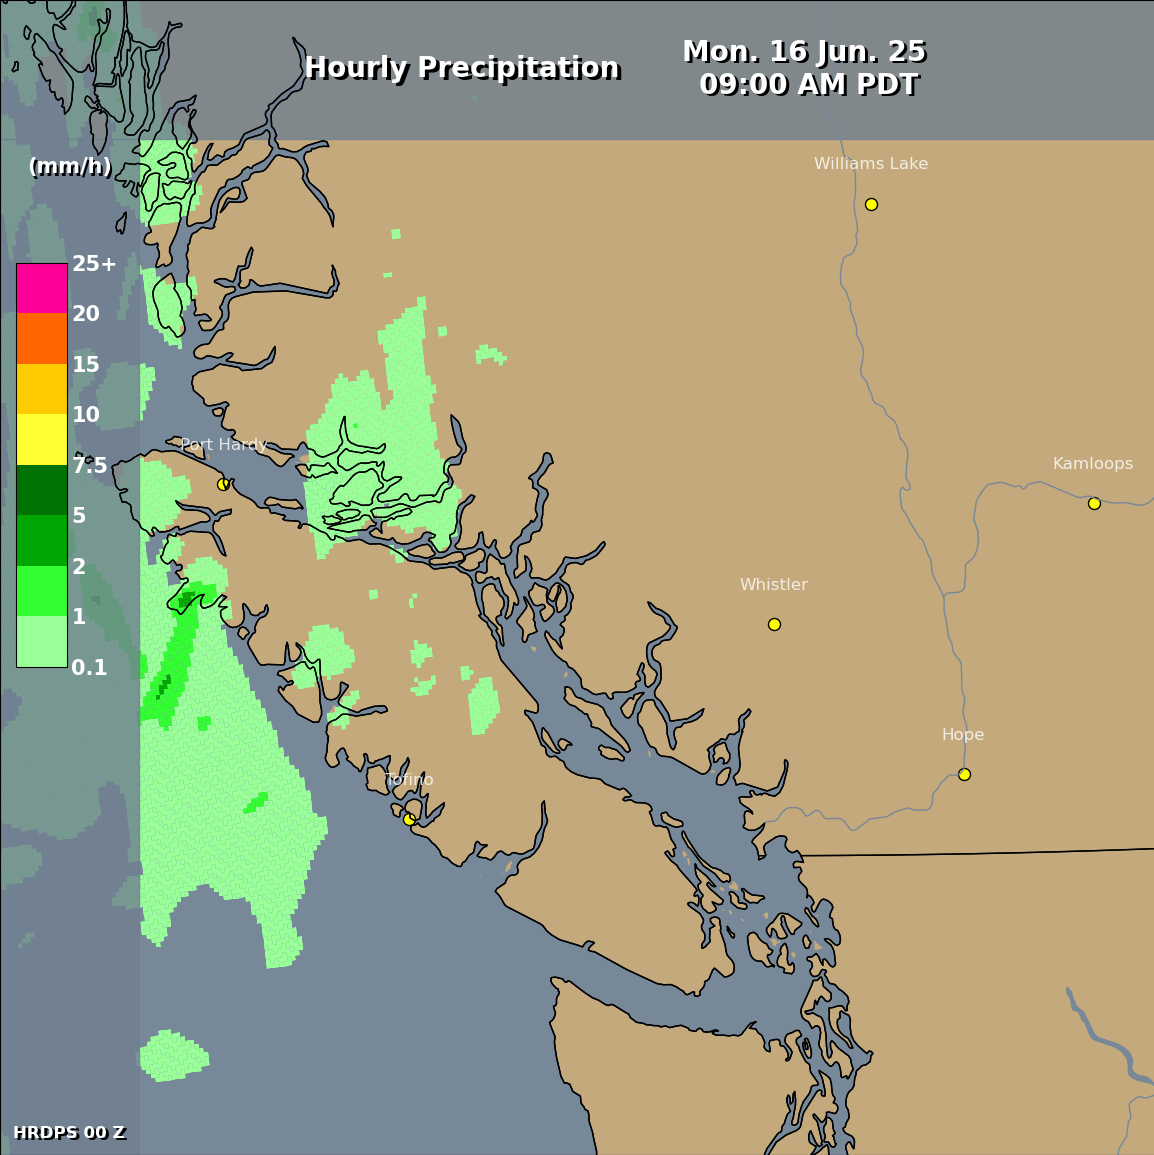 Hourly Precipitation
Mon. 16 Jun. 25
09:00 AM PDT
(mm/h)
Williams Lake
25+
20
15
10
7.5
5
2
1
0.1
Port Hardy
Kamloops
Whistler
Hope
Tofino
HRDPS 00 Z